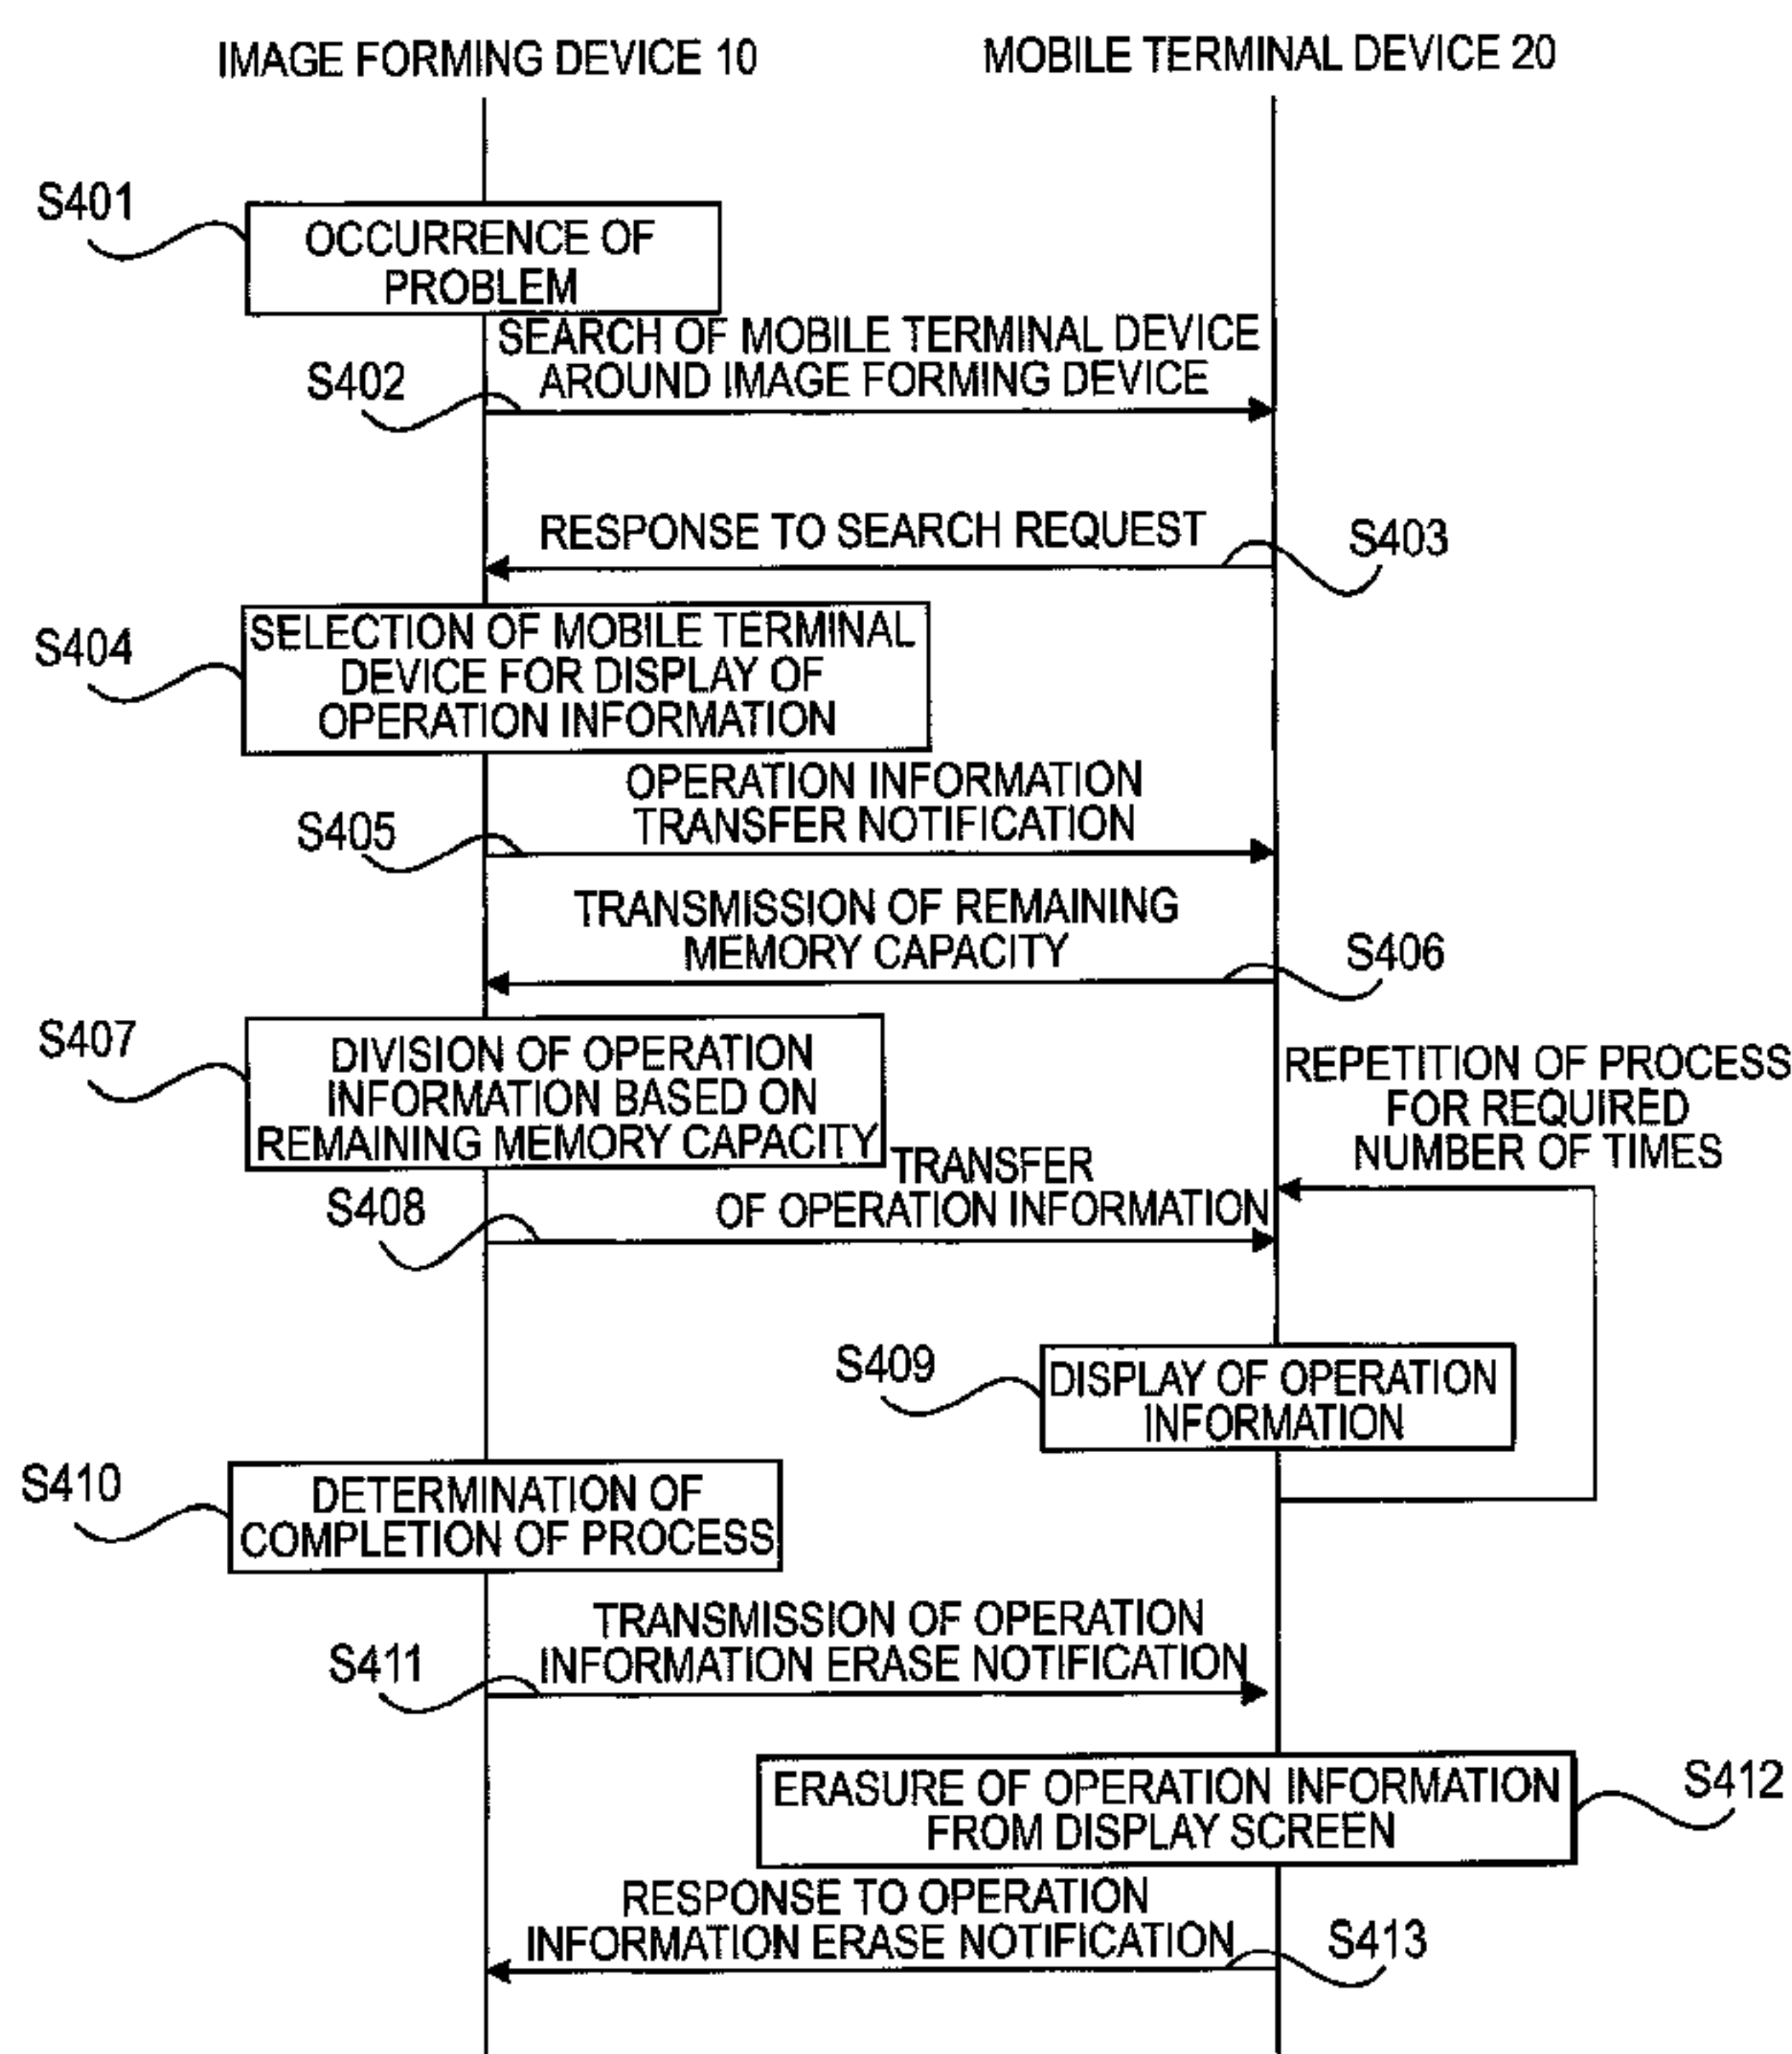 IMAGE FORMING DEVICE 10
MOBILE TERMINAL DEVICE 20
S401
OCCURRENCE OF
PROBLEM
SEARCH OF MOBILE TERMINAL DEVICE
AROUND IMAGE FORMING DEVICE
S402
RESPONSE TO SEARCH REQUEST
S403
S404
SELECTION OF MOBILE TERMINAL
DEVICE FOR DISPLAY OF
OPERATION INFORMATION
OPERATION INFORMATION
TRANSFER NOTIFICATION
S405
TRANSMISSION OF REMAINING
MEMORY CAPACITY
S406
S407
DIVISION OF OPERATION
INFORMATION BASED ON
REMAINING MEMORY CAPACITY
REPETITION OF PROCESS
FOR REQUIRED
NUMBER OF TIMES
TRANSFER
OF OPERATION INFORMATION
S408
S409
DISPLAY OF OPERATION
INFORMATION
S410
DETERMINATION OF
COMPLETION OF PROCESS
TRANSMISSION OF OPERATION
INFORMATION ERASE NOTIFICATION
S411
ERASURE OF OPERATION INFORMATION
FROM DISPLAY SCREEN
S412
RESPONSE TO OPERATION
INFORMATION ERASE NOTIFICATION
S413